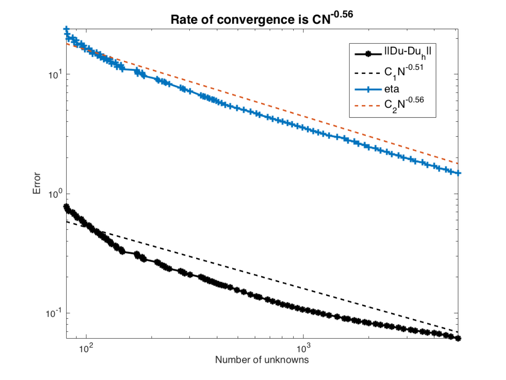 Rate of convergence is CN^-0.56
||Du-Du_h||
C_1N^-0.51
eta
C_2N^-0.56
10^1
10^0
10^-1
Error
10^2
10^3
Number of unknowns